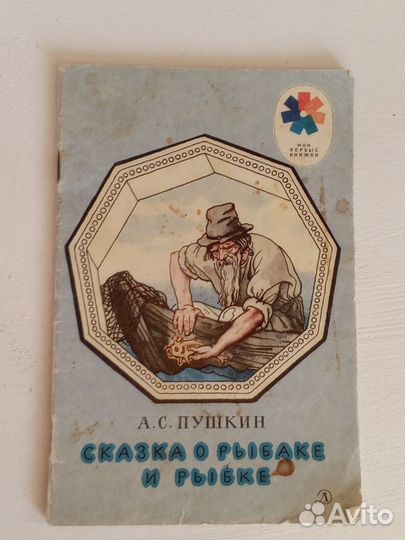 МОИ
ПЕРВЫЕ
КНИЖКИ
А.С. ПУШКИН
СКАЗКА О РЫБАКЕ
И РЫБКЕ
Д
Avito